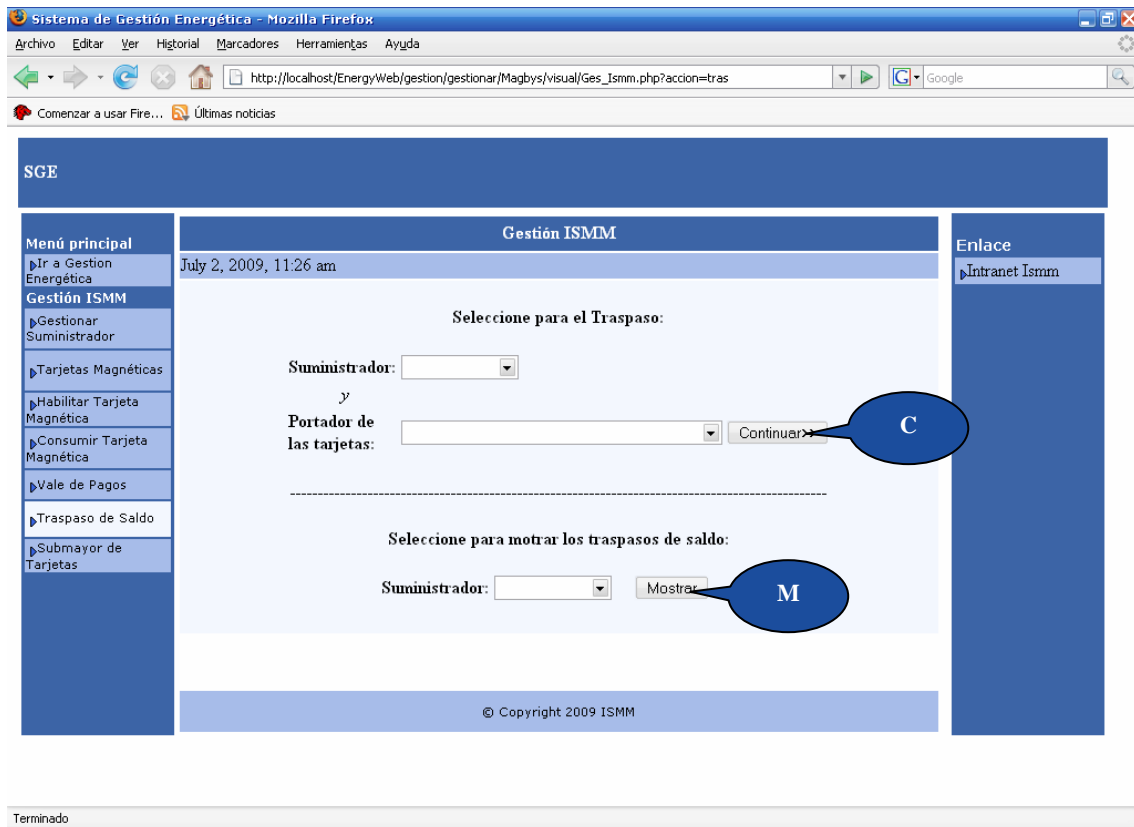 Sistema de Gestión Energética - Mozilla Firefox
Archivo Editar Ver Historial Marcadores Herramientas Ayuda
http://localhost/EnergyWeb/gestion/gestionar/Magbys/visual/Ges_Ismm.php?accion=tras
G Google
Comenzar a usar Fire... Últimas noticias
SGE
Menú principal
Ir a Gestion
Energética
Gestión ISMM
Gestionar
Suministrador
Tarjetas Magnéticas
Habilitar Tarjeta
Magnética
Consumir Tarjeta
Magnética
Vale de Pagos
Traspaso de Saldo
Submayor de
Tarjetas
Gestión ISMM
July 2, 2009, 11:26 am
Seleccione para el Traspaso:
Suministrador:
y
Portador de
las tarjetas:
Continuar>>
C
--------------------------------------------------------------------------------------------------
Seleccione para motrar los traspasos de saldo:
Suministrador:
Mostrar
M
© Copyright 2009 ISMM
Enlace
Intranet Ismm
Terminado